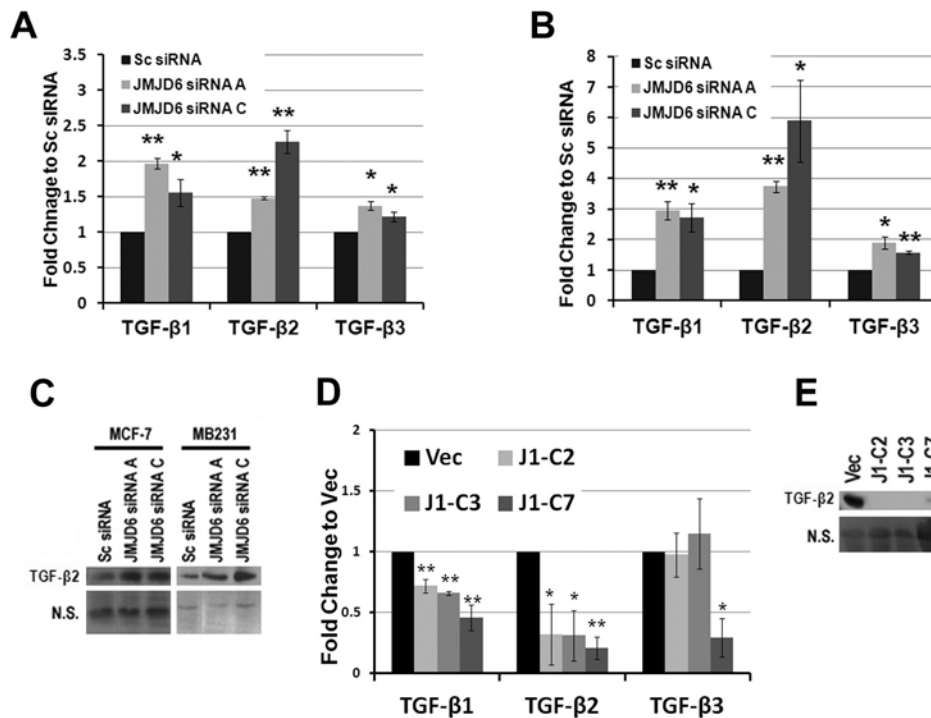 A
Fold Chnage to Sc siRNA
3
2.5
2
1.5
1
0.5
0
Sc siRNA
JMJD6 siRNA A
JMJD6 siRNA C
** *
** **
* *
TGF-β1 TGF-β2 TGF-β3
B
Fold Change to Sc siRNA
8
7
6
5
4
3
2
1
0
Sc siRNA
JMJD6 siRNA A
JMJD6 siRNA C
** *
** *
* **
TGF-β1 TGF-β2 TGF-β3
C
MCF-7 MB231
Sc siRNA
JMJD6 siRNA A
JMJD6 siRNA C
Sc siRNA
JMJD6 siRNA A
JMJD6 siRNA C
TGF-β2
N.S.
D
Fold Change to Vec
2
1.5
1
0.5
0
Vec J1-C2
J1-C3 J1-C7
** ** **
* * **
*
TGF-β1 TGF-β2 TGF-β3
E
Vec
J1-C2
J1-C3
TGF-β2
N.S.